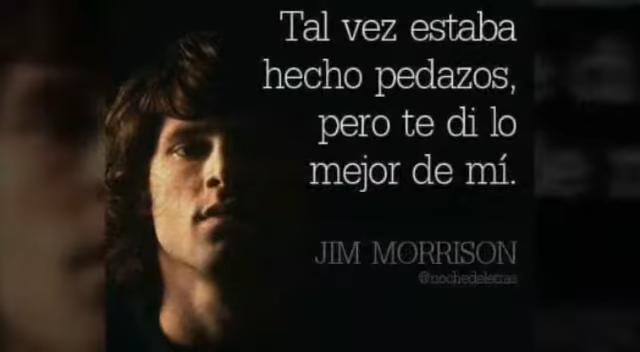 Tal vez estaba
hecho pedazos,
pero te di lo
mejor de mí.
JIM MORRISON
@nochedeletras